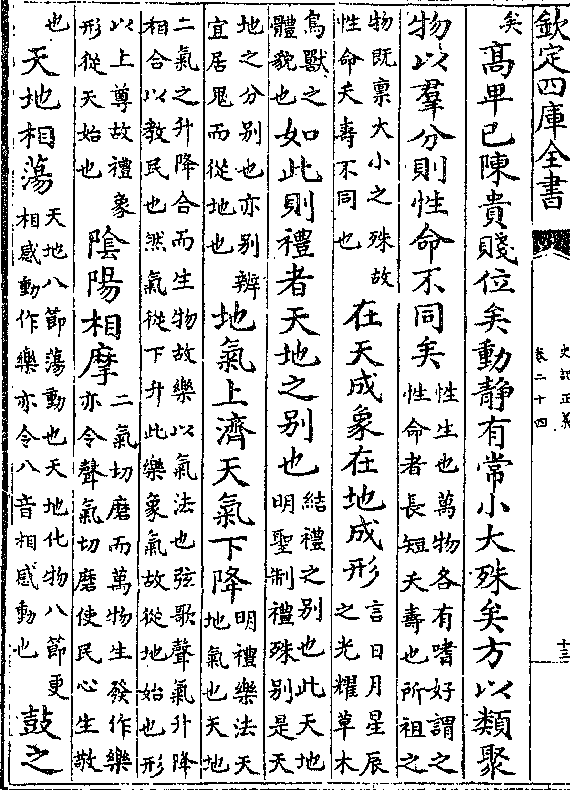 欽定四庫全書
史記正義
卷二十四
十三
矣髙卑已陳貴賤位矣動静有常小大殊矣方以類聚
物以羣分則性命不同矣性生也萬物各有嗜好謂之性命者長短夭壽也所祖之
物既稟大小之殊故性命夭壽不同也在天成象在地成形言日月星辰之光耀草木
鳥獸之體貌也如此則禮者天地之别也結禮之别也此天地明聖制禮殊别是天
地之分别也亦别辨宜居鬼而從地也地氣上濟天氣下降明禮樂法天地氣也天地
二氣之升降合而生物故樂以氣法也弦歌聲氣升降相合以教民也然氣從下升此樂象氣故從地始也形
以上尊故禮象形從天始也隂陽相摩二氣切磨而萬物生發作樂亦令聲氣切磨使民心生敬
也天地相蕩天地八節蕩動也天地化物八節更相感動作樂亦令八音相感動也鼓之